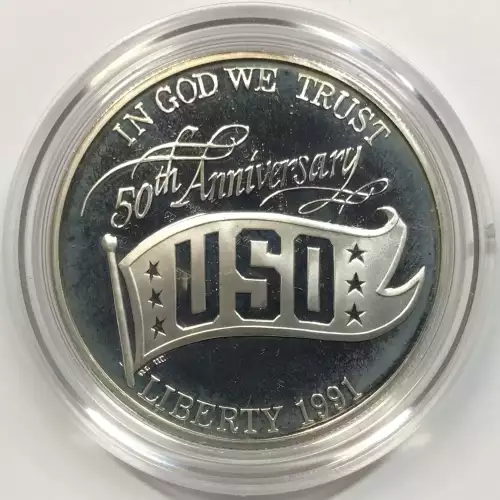 IN GOD WE TRUST
50th Anniversary
USO
LIBERTY 1991